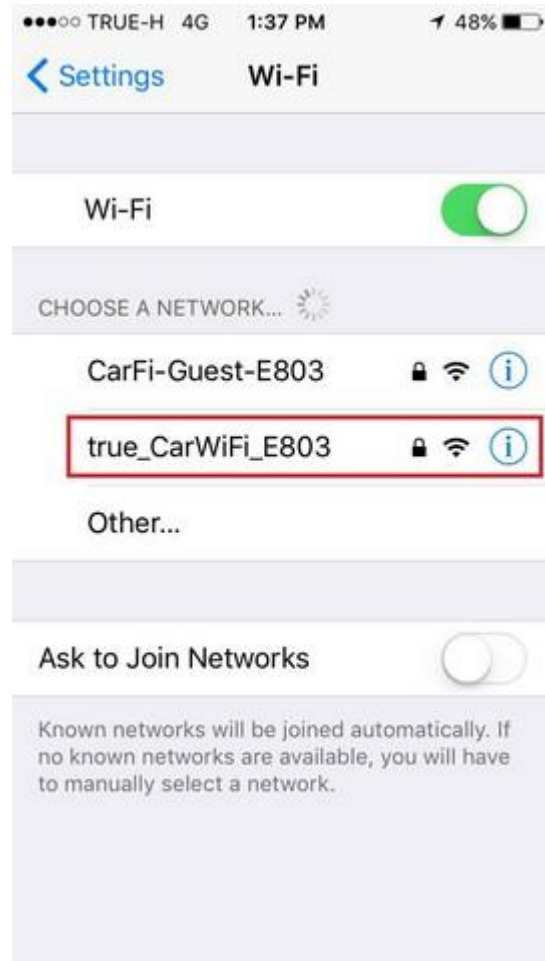 TRUE-H 4G 1:37 PM 48%
Settings Wi-Fi
Wi-Fi
CHOOSE A NETWORK...
CarFi-Guest-E803
true_CarWiFi_E803
Other...
Ask to Join Networks
Known networks will be joined automatically. If
no known networks are available, you will have
to manually select a network.